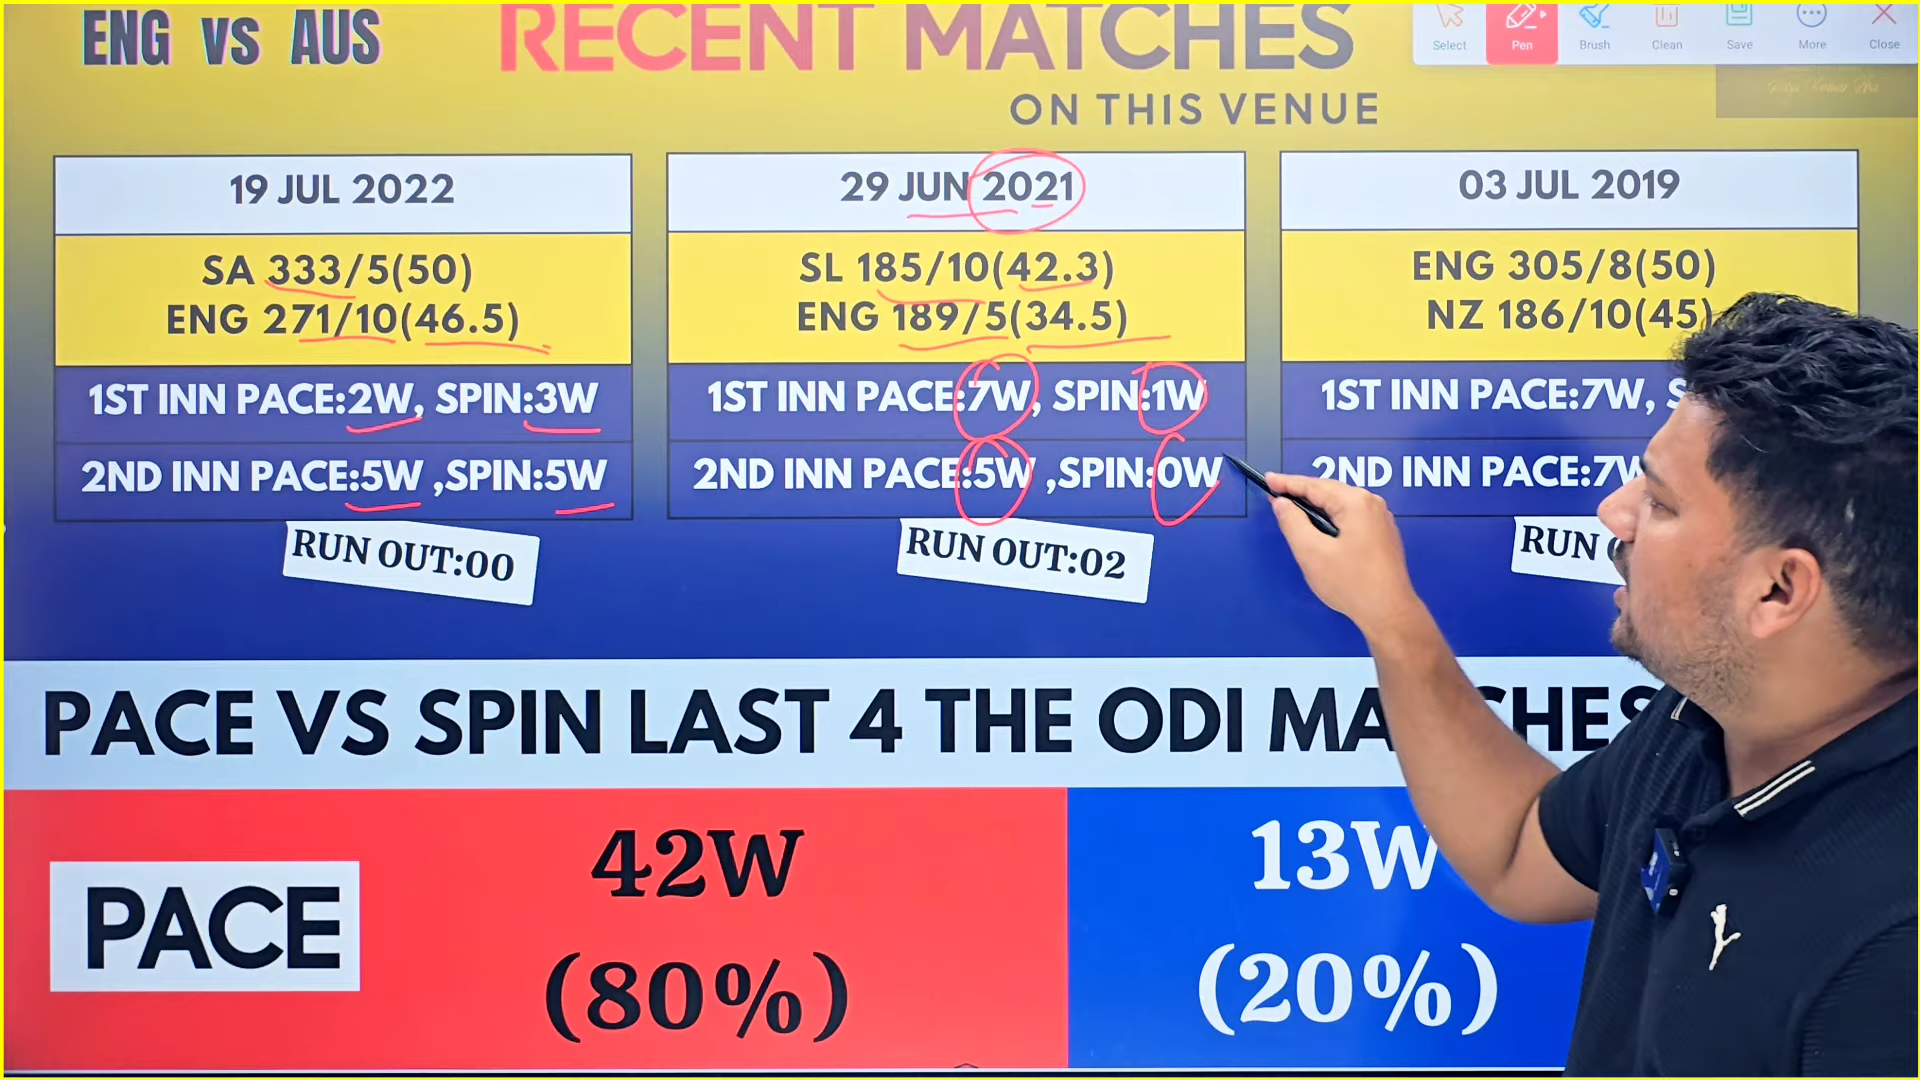 ENG vs AUS
RECENT MATCHES
ON THIS VENUE
Select
Pen
Brush
Clean
Save
More
Close
19 JUL 2022
SA 333/5(50)
ENG 271/10(46.5)
1ST INN PACE:2W, SPIN:3W
2ND INN PACE:5W ,SPIN:5W
RUN OUT:00
29 JUN 2021
SL 185/10(42.3)
ENG 189/5(34.5)
1ST INN PACE:7W, SPIN:1W
2ND INN PACE:5W ,SPIN:0W
RUN OUT:02
03 JUL 2019
ENG 305/8(50)
NZ 186/10(45)
1ST INN PACE:7W,
2ND INN PACE:7W
RUN
PACE VS SPIN LAST 4 THE ODI
PACE
42W
(80%)
13W
(20%)